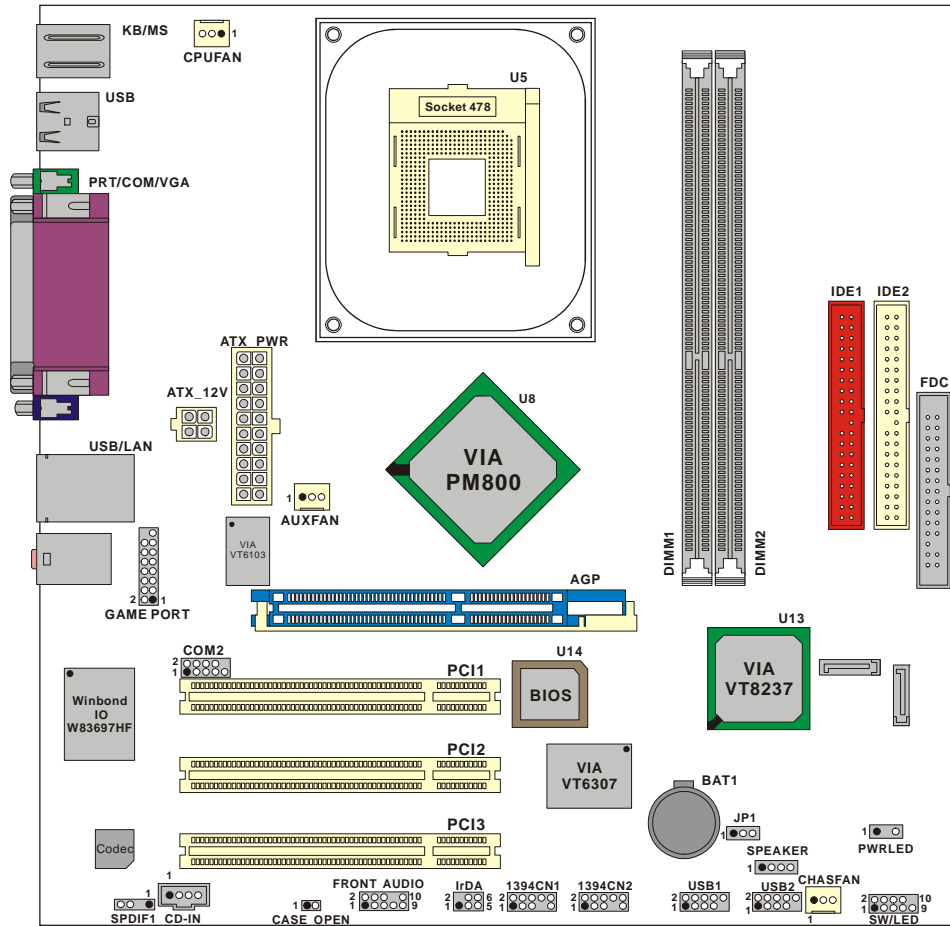 KB/MS
1
CPUFAN
U5
Socket 478
USB
PRT/COM/VGA
IDE1
IDE2
FDC
ATX_PWR
ATX_12V
U8
VIA
PM800
USB/LAN
1
AUXFAN
VIA
VT6103
DIMM1
DIMM2
2
1
GAME PORT
AGP
U13
VIA
VT8237
COM2
2
1
PCI1
U14
BIOS
Winbond
IO
W83697HF
PCI2
VIA
VT6307
BAT1
JP1
1
1
PWRLED
PCI3
Codec
SPEAKER
1
CHASFAN
1
1
SPDIF1
1
CD-IN
1
CASE OPEN
FRONT AUDIO
2
10
1
9
IrDA
2
6
1
5
1394CN1
2
1
1394CN2
2
1
USB1
2
1
USB2
2
1
2
10
1
9
SW/LED